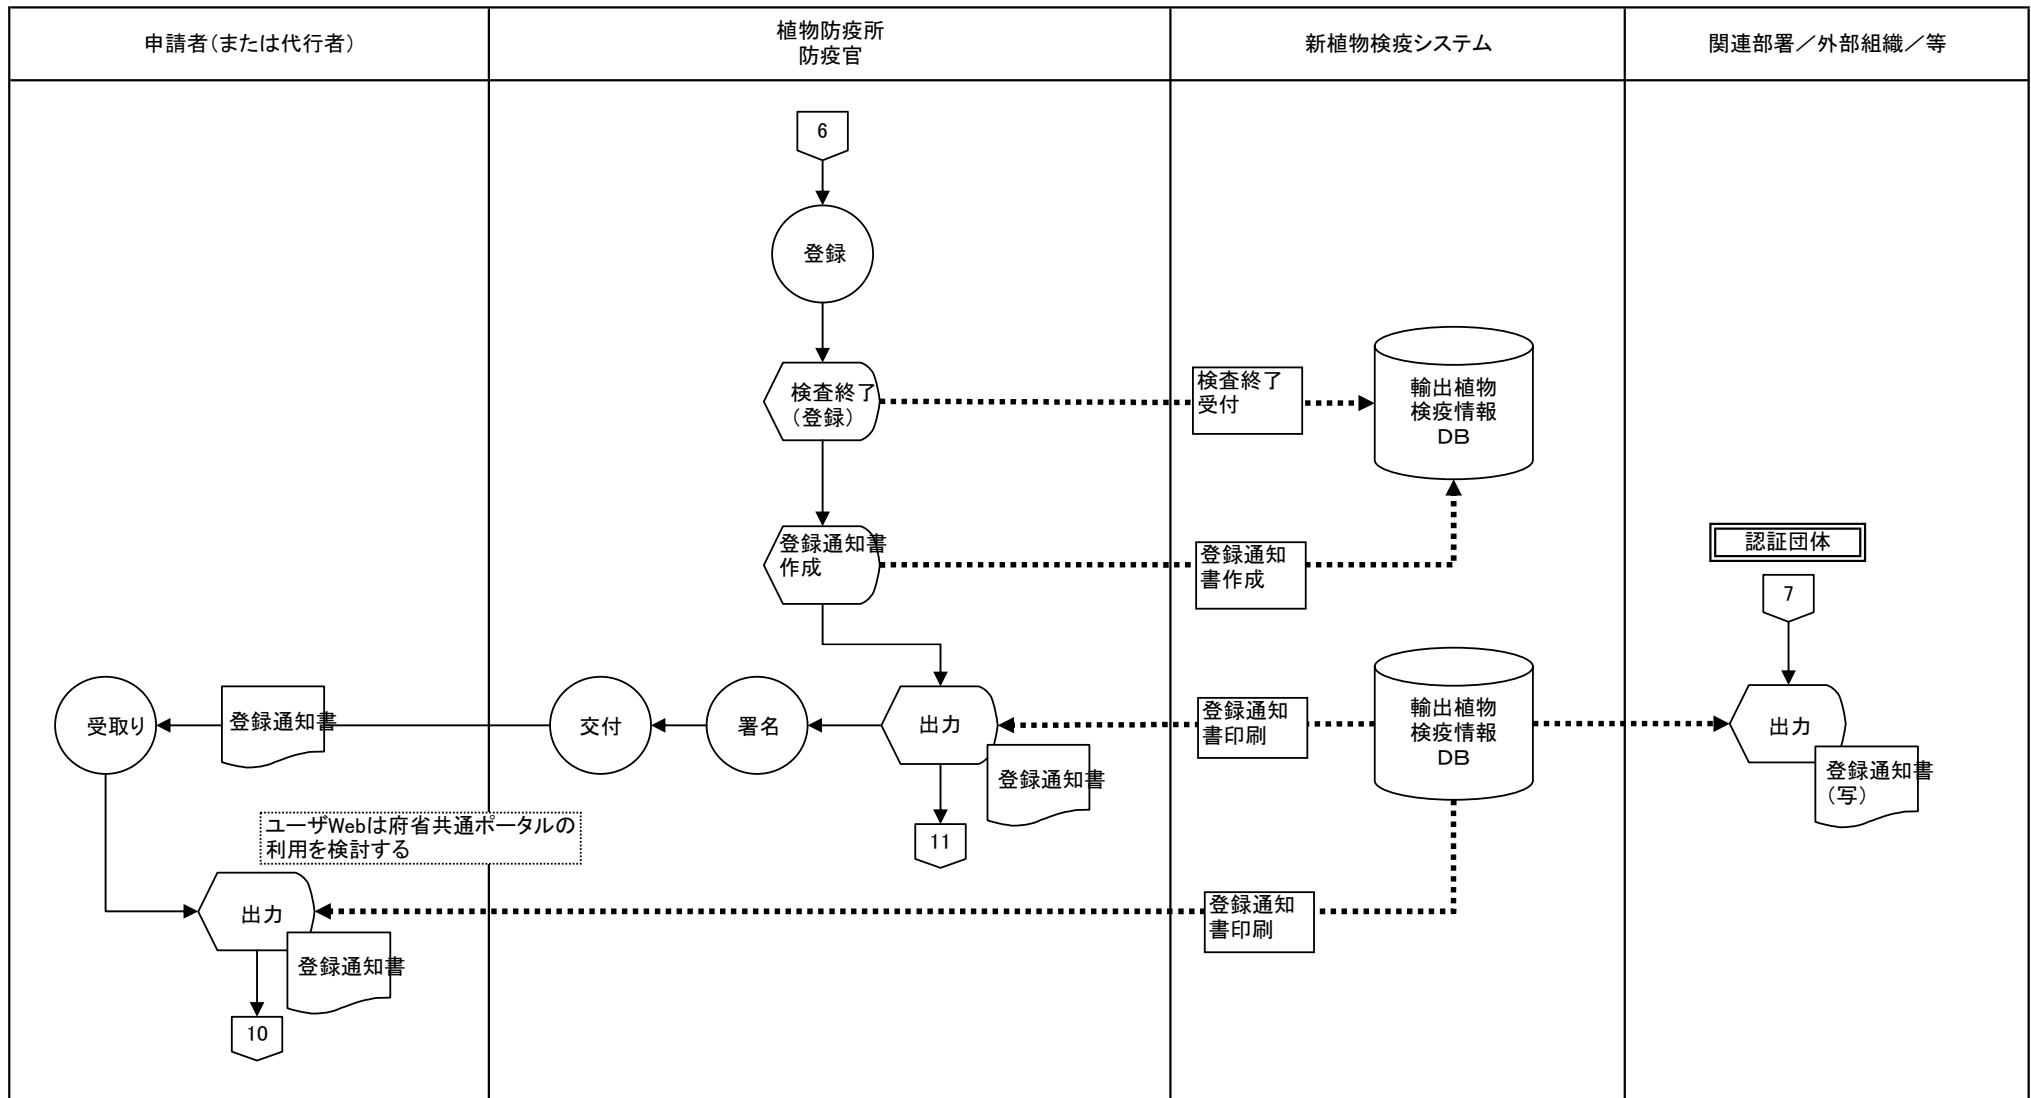 申請者(または代行者)
植物防疫所
防疫官
新植物検疫システム
関連部署／外部組織／等
6
登録
検査終了
（登録）
検査終了
受付
輸出植物
検疫情報
ＤＢ
登録通知書
作成
登録通知
書作成
認証団体
7
受取り
登録通知書
交付
署名
出力
登録通知書
登録通知
書印刷
輸出植物
検疫情報
ＤＢ
出力
登録通知書
（写）
ユーザWebは府省共通ポータルの
利用を検討する
11
出力
登録通知書
登録通知
書印刷
10